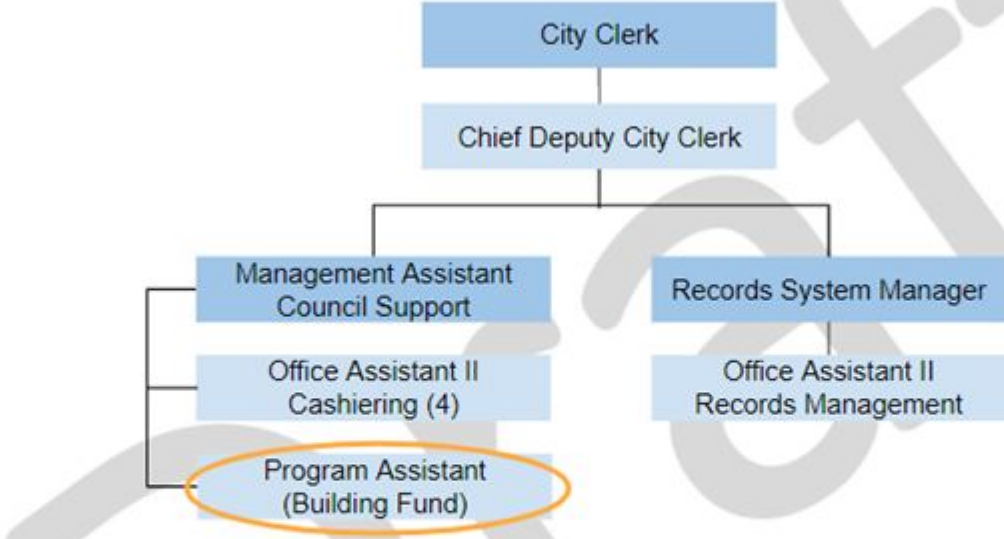 City Clerk
Chief Deputy City Clerk
Management Assistant
Council Support
Records System Manager
Office Assistant II
Cashiering (4)
Office Assistant II
Records Management
Program Assistant
(Building Fund)